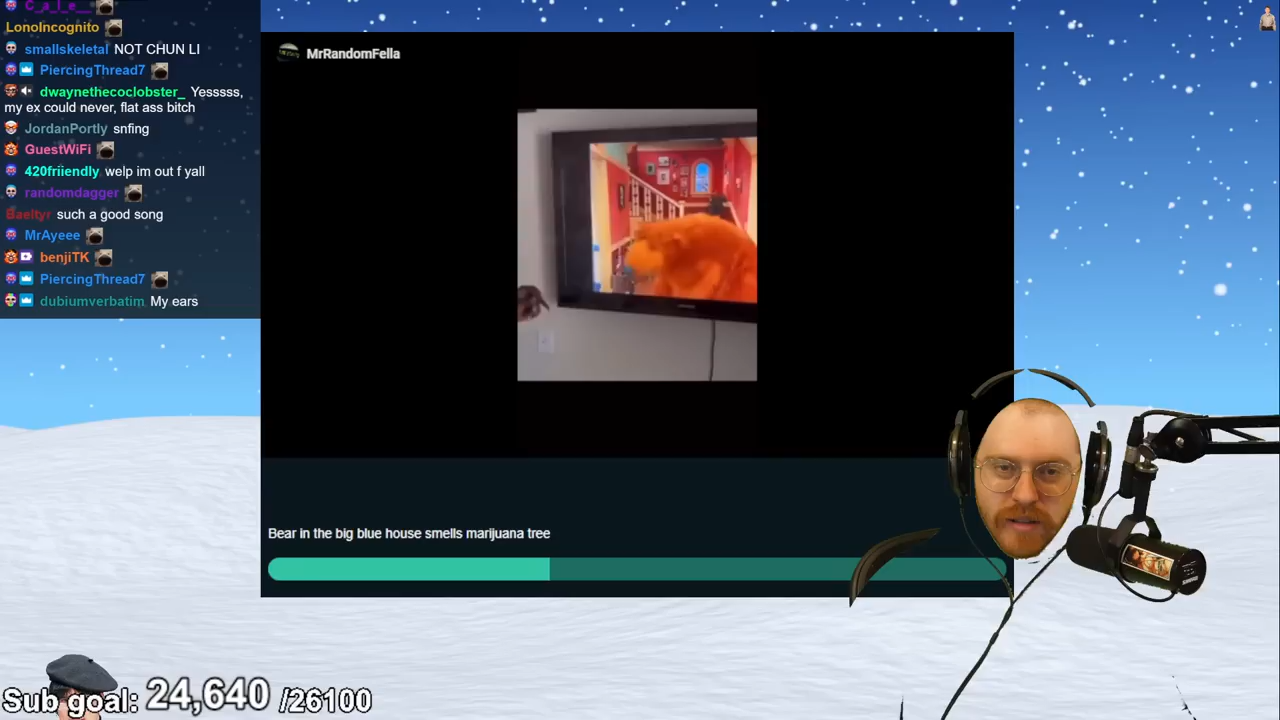 C_a_l_e__
LonoIncognito
smallskeletal NOT CHUN LI
PiercingThread7
dwaynethecoclobster_ Yesssss,
my ex could never, flat ass bitch
JordanPortly snfing
GuestWiFi
420friiendly welp im out f yall
randomdagger
Baeltyr such a good song
MrAyeee
benjiTK
PiercingThread7
dubiumverbatim My ears
MrRandomFella
Bear in the big blue house smells marijuana tree
Sub goal: 24,640 /26100